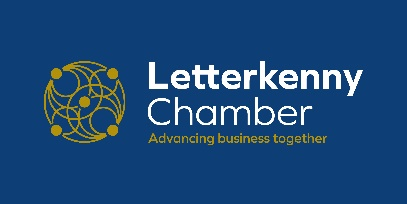 Letterkenny
Chamber
Advancing business together